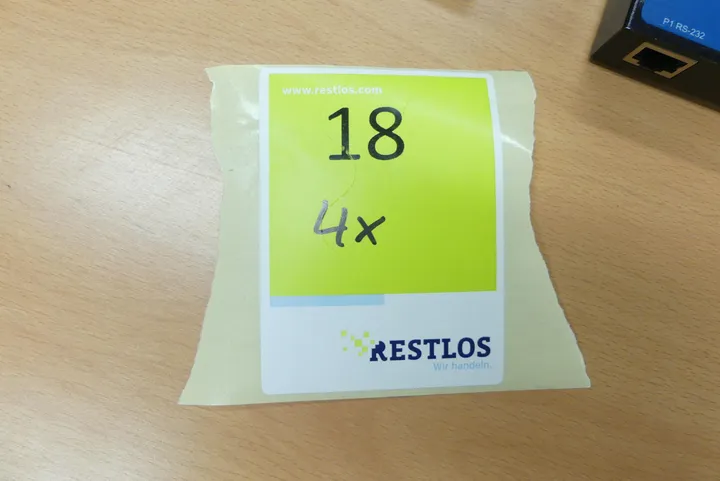 P1 RS-232
www.restlos.com
18
4x
RESTLOS
Wir handeln.